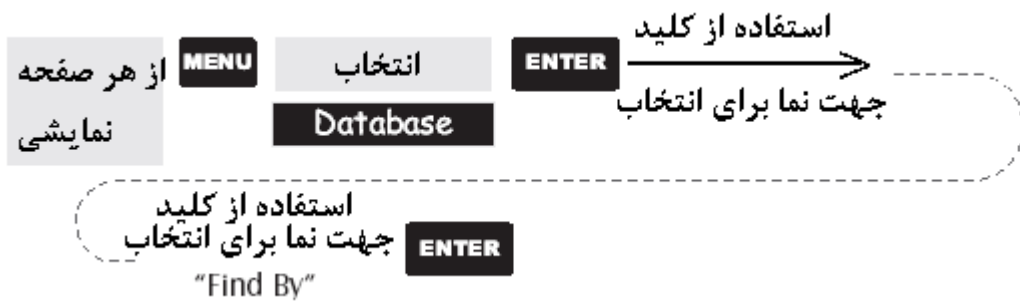 از هر صفحه
نمایشی
MENU
انتخاب
Database
ENTER
استفاده از کلید
جهت نما برای انتخاب
استفاده از کلید
جهت نما برای انتخاب
“Find By”
ENTER